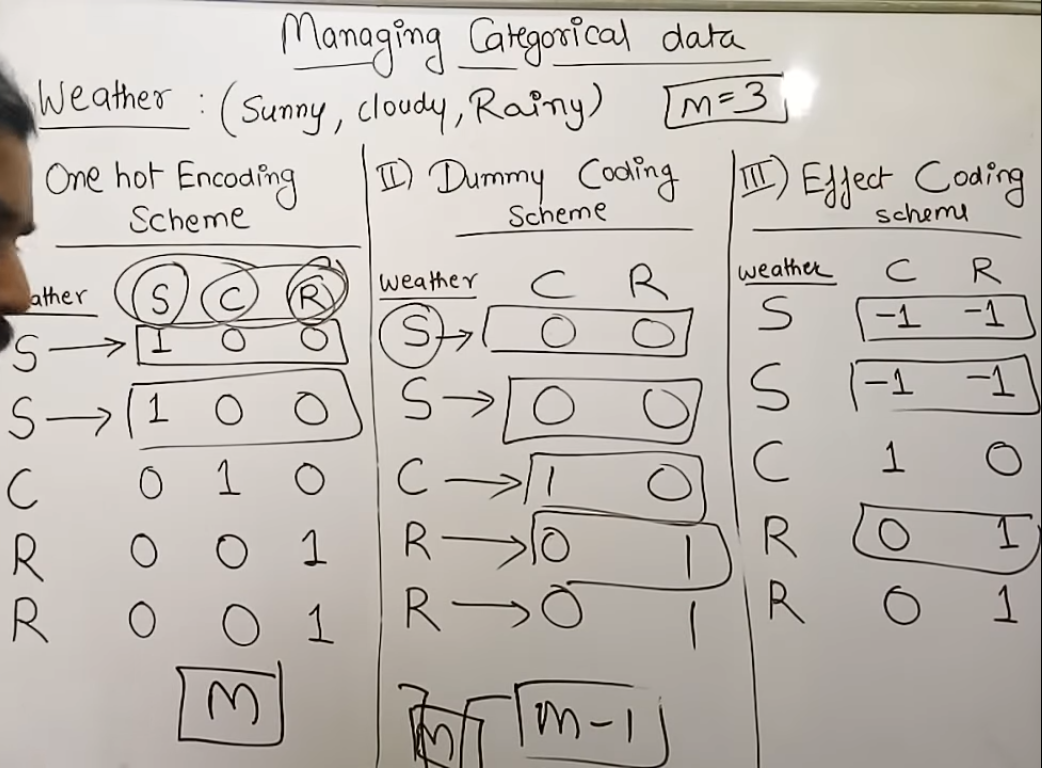 Managing Categorical data
Weather : (Sunny, cloudy, Rainy) m=3
One hot Encoding
Scheme
ather S C R
S → 1 0 0
S → 1 0 0
C 0 1 0
R 0 0 1
R 0 0 1
M
II) Dummy Coding
Scheme
weather C R
S → 0 0
S → 0 0
C → 1 0
R → 0 1
R → 0 1
m m-1
III) Effect Coding
scheme
weather C R
S -1 -1
S -1 -1
C 1 0
R 0 1
R 0 1